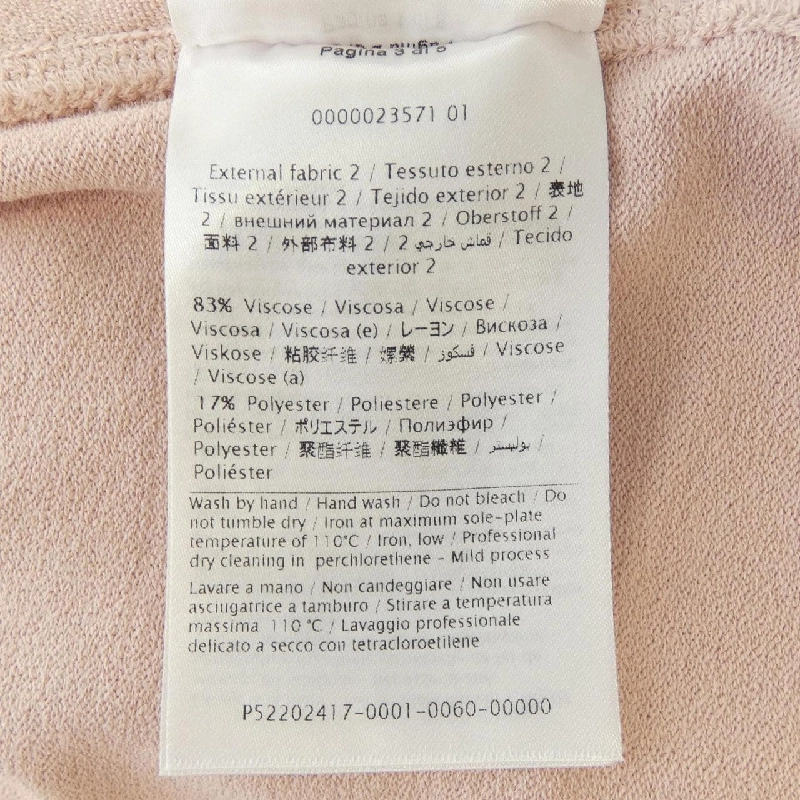 Pagina 3 di 6
0000023571 01
External fabric 2 / Tessuto esterno 2 /
Tissu extérieur 2 / Tejido exterior 2 / 表地
2 / внешний материал 2 / Oberstoff 2 /
面料 2 / 外部布料 2 / قماش خارجي 2 / Tecido
exterior 2
83% Viscose / Viscosa / Viscose /
Viscosa / Viscosa (e) / レーヨン / Вискоза /
Viskose / 粘胶纤维 / 嫘縈 / فسكوز / Viscose
/ Viscose (a)
17% Polyester / Poliestere / Polyester /
Poliéster / ポリエステル / Полиэфир /
Polyester / 聚酯纤维 / 聚酯纖維 / بوليستر /
Poliéster
Wash by hand / Hand wash / Do not bleach / Do
not tumble dry / Iron at maximum sole-plate
temperature of 110°C / Iron, low / Professional
dry cleaning in perchlorethene - Mild process
Lavare a mano / Non candeggiare / Non usare
asciugatrice a tamburo / Stirare a temperatura
massima 110 °C / Lavaggio professionale
delicato a secco con tetracloroetilene
P52202417-0001-0060-00000